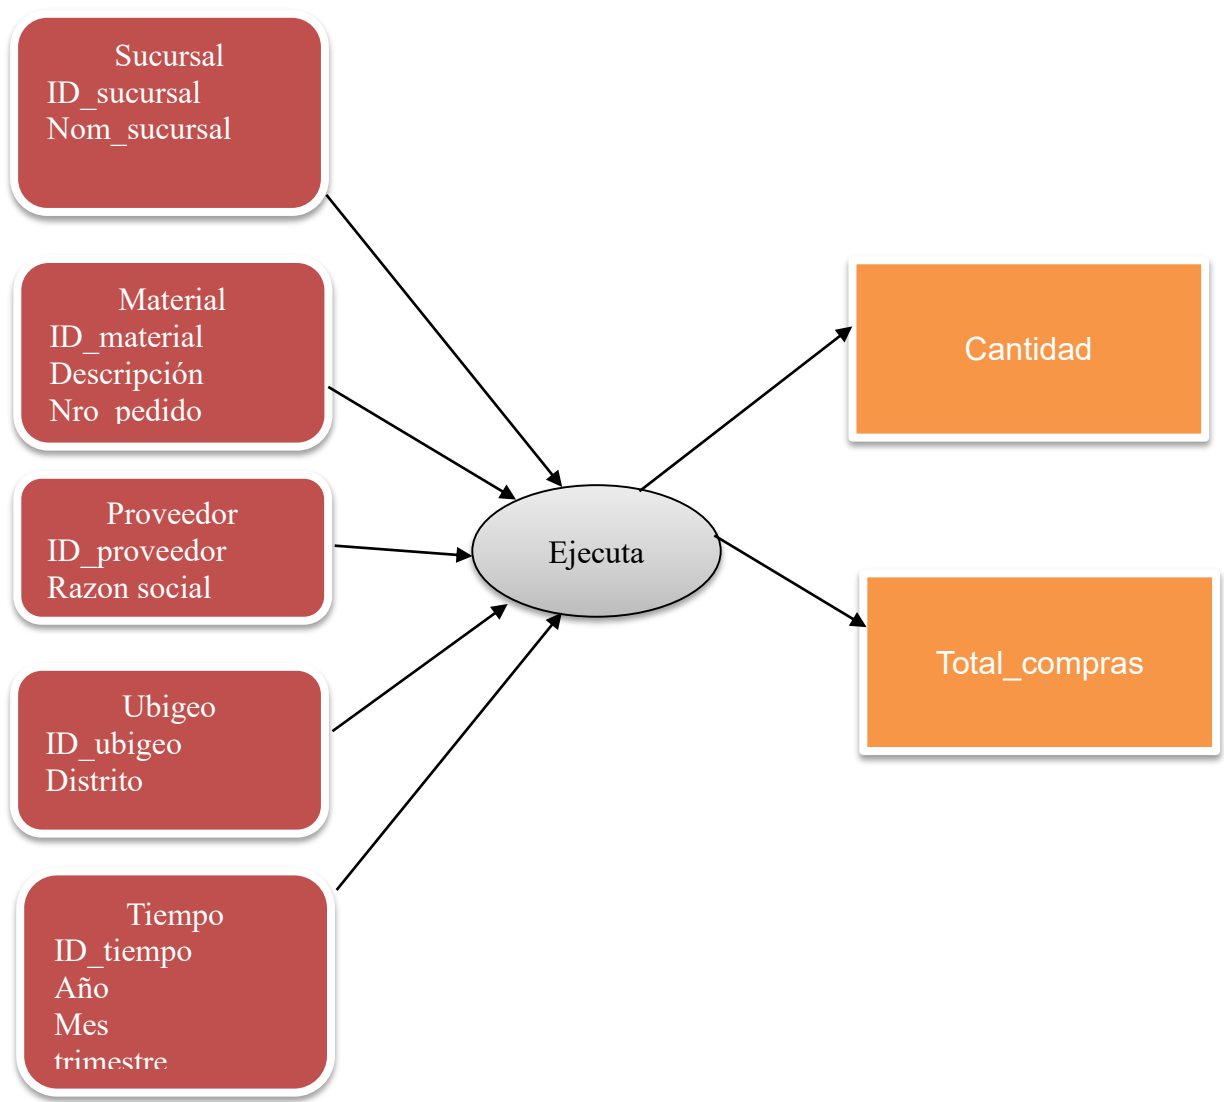 Sucursal
ID_sucursal
Nom_sucursal
Material
ID_material
Descripción
Nro_pedido
Proveedor
ID_proveedor
Razon social
Ubigeo
ID_ubigeo
Distrito
Tiempo
ID_tiempo
Año
Mes
trimestre
Ejecuta
Cantidad
Total_compras